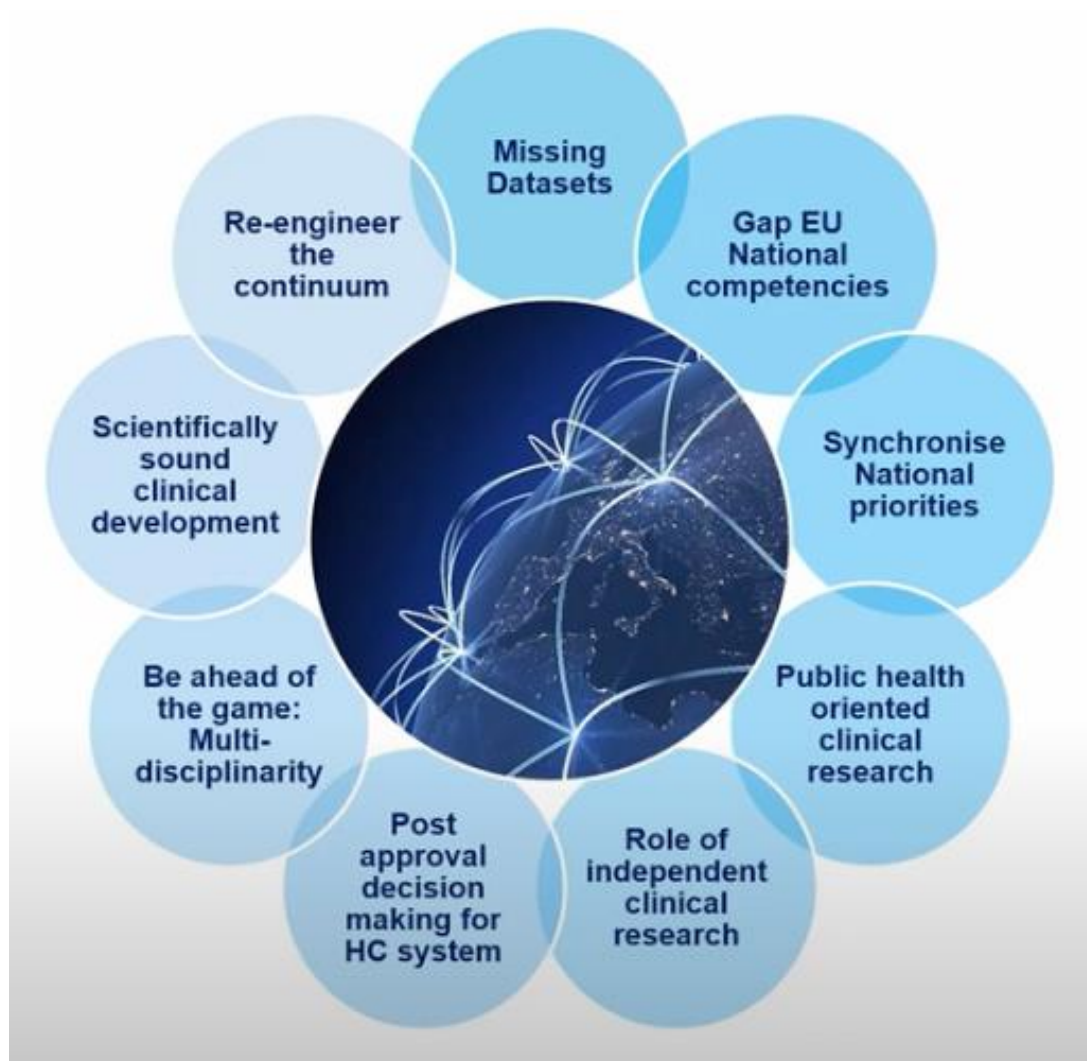 Missing
Datasets
Gap EU
National
competencies
Synchronise
National
priorities
Public health
oriented
clinical
research
Role of
independent
clinical
research
Post
approval
decision
making for
HC system
Be ahead of
the game:
Multi-
disciplinarity
Scientifically
sound
clinical
development
Re-engineer
the
continuum